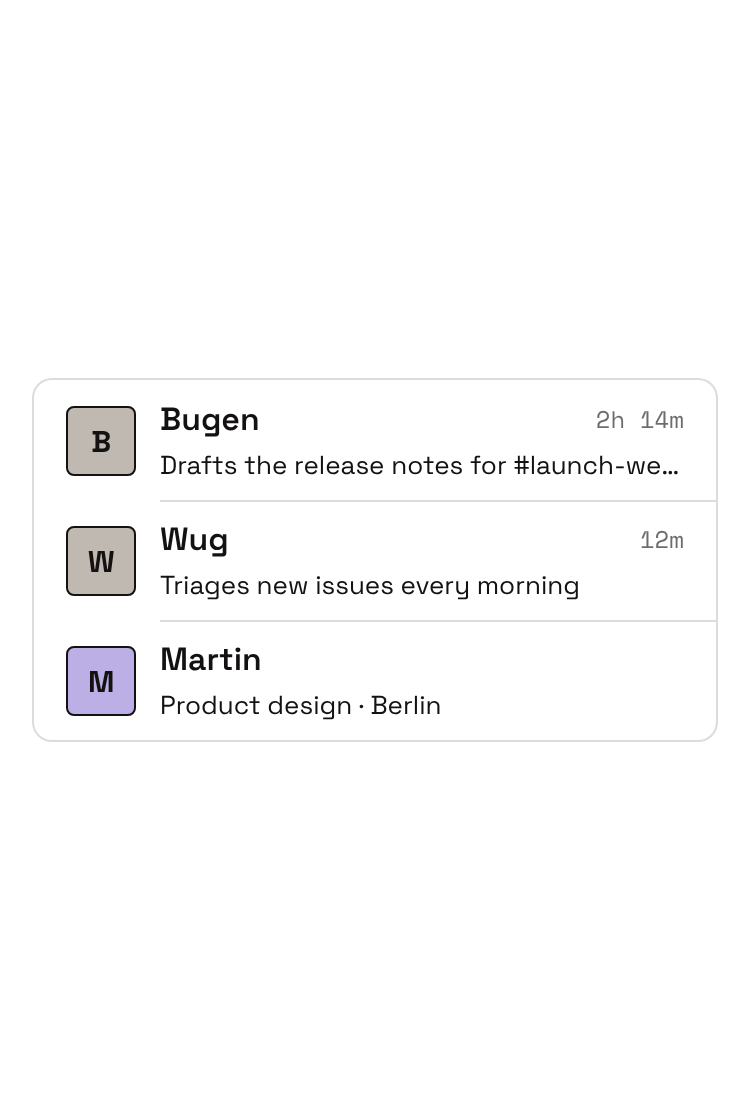 B
Bugen
2h 14m
Drafts the release notes for #launch-we…
W
Wug
12m
Triages new issues every morning
M
Martin
Product design · Berlin